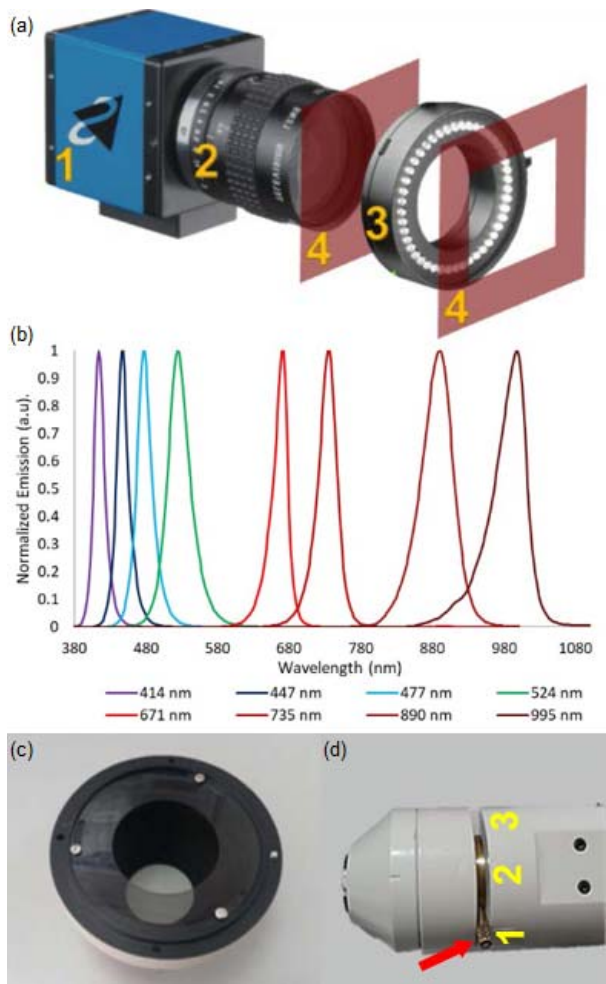 (a)
1
2
4
3
4
(b)
1
0.9
0.8
0.7
0.6
0.5
0.4
0.3
0.2
0.1
0
Normalized Emission (a.u).
380 480 580 680 780 880 980 1080
Wavelength (nm)
414 nm 447 nm 477 nm 524 nm
671 nm 735 nm 890 nm 995 nm
(c)
(d)
3
2
1